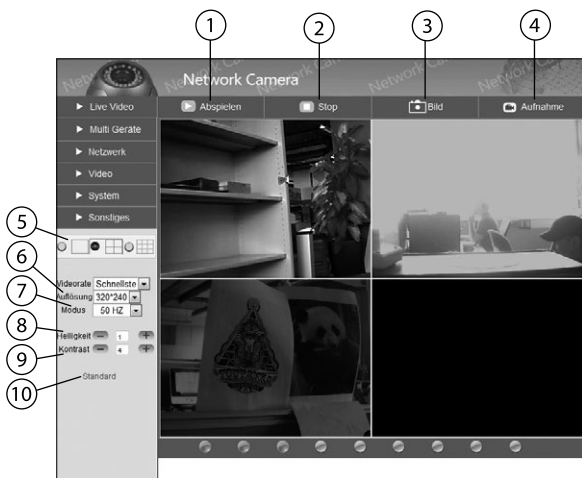 1 2 3 4
Network Camera
Live Video
Abspielen Stop Bild Aufnahme
Multi Geräte
Netzwerk
Video
System
Sonstiges
5
6
Videorate Schnellste
Auflösung 320*240
7
Modus 50 HZ
8
Helligkeit 1
9
Kontrast 4
10
Standard